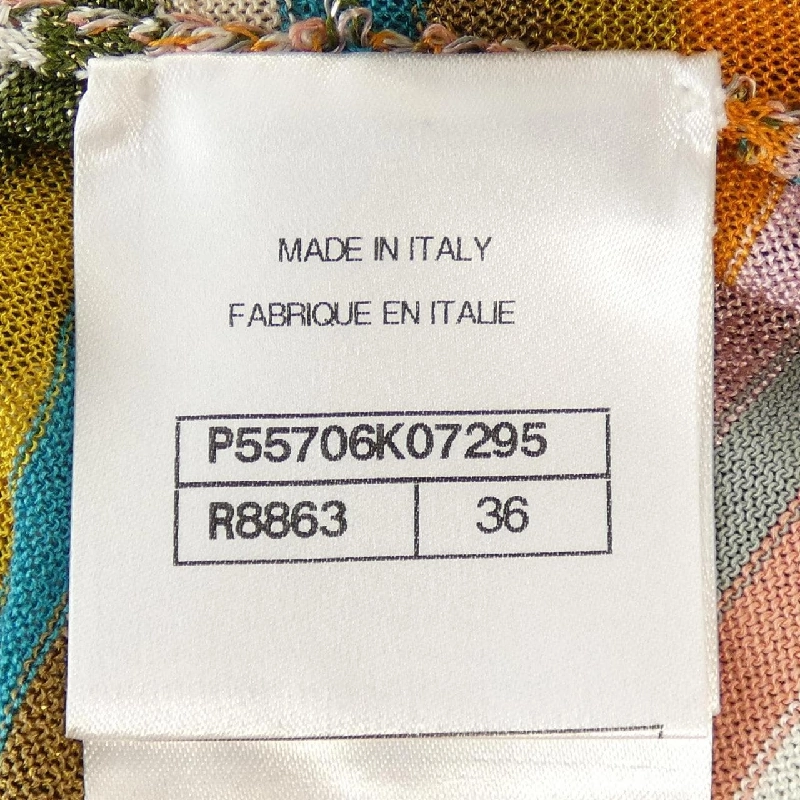 MADE IN ITALY
FABRIQUE EN ITALIE
P55706K07295
R8863 36